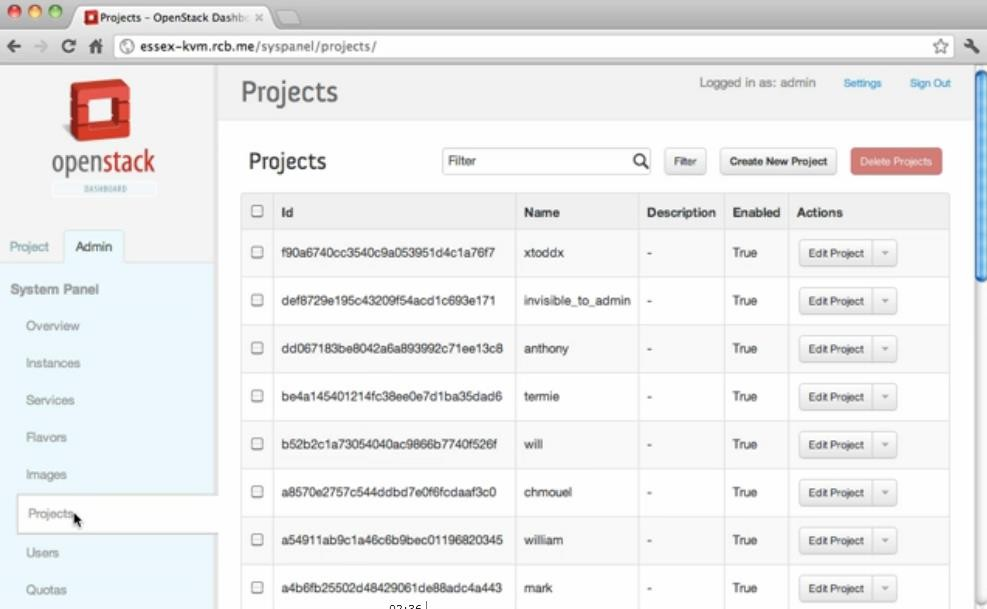 Projects - OpenStack Dashbo
essex-kvm.rcb.me/syspanel/projects/
openstack
DASHBOARD
Project Admin
System Panel
Overview
Instances
Services
Flavors
Images
Projects
Users
Quotas
Projects
Logged in as: admin Settings Sign Out
Projects
Filter Filter Create New Project Delete Projects
Id Name Description Enabled Actions
f90a6740cc3540c9a053951d4c1a76f7 xtoddx - True Edit Project
def8729e195c43209f54acd1c693e171 invisible_to_admin - True Edit Project
dd067183be8042a6a893992c71ee13c8 anthony - True Edit Project
be4a145401214fc38ee0e7d1ba35dad6 termie - True Edit Project
b52b2c1a73054040ac9866b7740f526f will - True Edit Project
a8570e2757c544ddbd7e0f6fcdaaf3c0 chmouel - True Edit Project
a54911ab9c1a46c6b9bec01196820345 william - True Edit Project
a4b6fb25502d48429061de88adc4a443 mark - True Edit Project